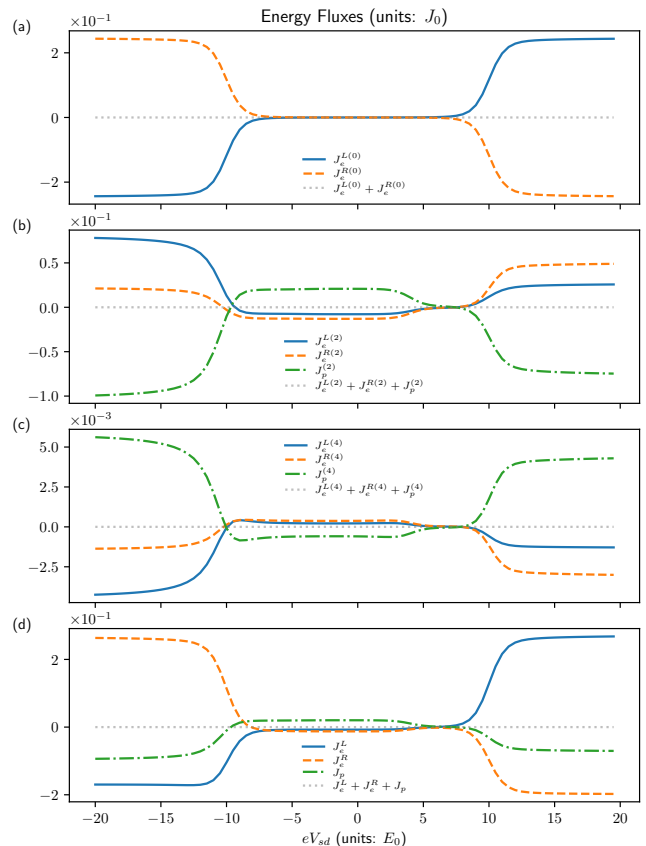 Energy Fluxes (units: J₀)
(a)
×10⁻¹
2
0
−2
J_e^{L(0)}
J_e^{R(0)}
J_e^{L(0)} + J_e^{R(0)}
(b)
×10⁻¹
0.5
0.0
−0.5
−1.0
J_e^{L(2)}
J_e^{R(2)}
J_p^{(2)}
J_e^{L(2)} + J_e^{R(2)} + J_p^{(2)}
(c)
×10⁻³
5.0
2.5
0.0
−2.5
J_e^{L(4)}
J_e^{R(4)}
J_p^{(4)}
J_e^{L(4)} + J_e^{R(4)} + J_p^{(4)}
(d)
×10⁻¹
2
0
−2
J_e^L
J_e^R
J_p
J_e^L + J_e^R + J_p
−20 −15 −10 −5 0 5 10 15 20
eV_{sd} (units: E₀)